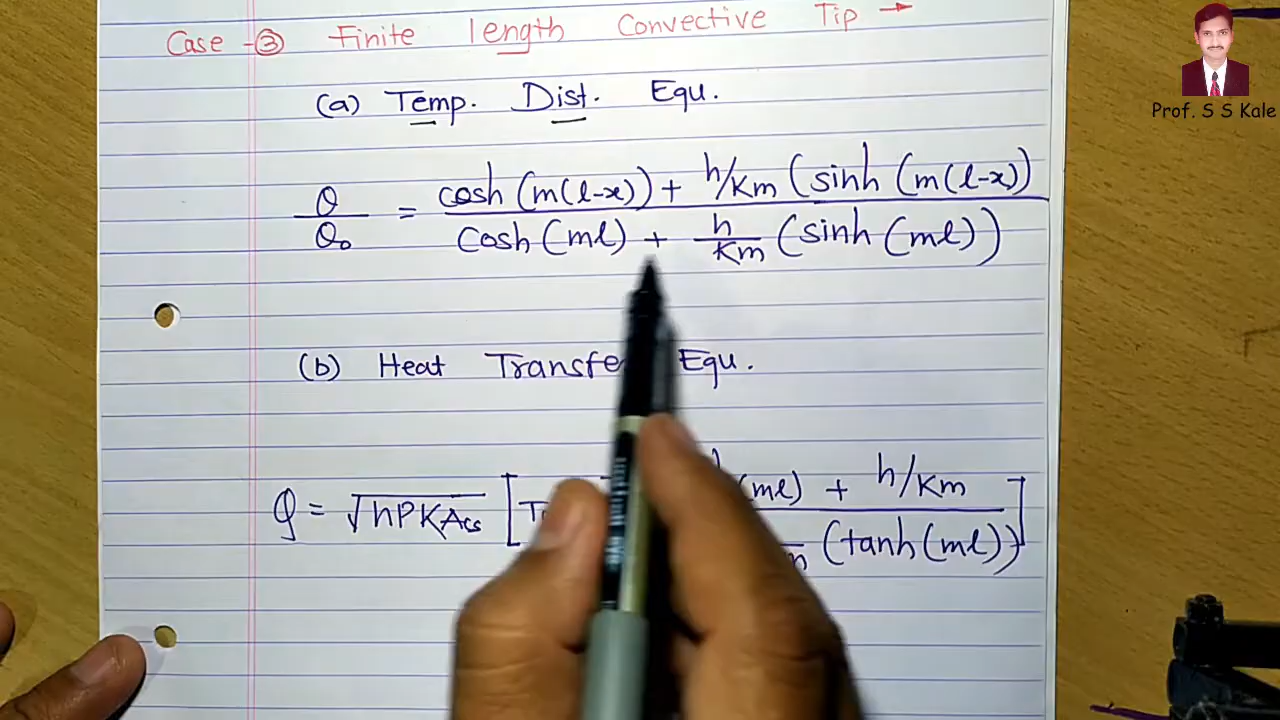 Case -③ Finite length Convective Tip →
Prof. S S Kale
(a) Temp. Dist. Equ.
θ/θ₀ = cosh (m(l-x)) + h/km (sinh (m(l-x)) / cosh (ml) + h/km (sinh (ml))
(b) Heat Transfer Equ.
Q = √hPKAcs [ (ml) + h/km / (tanh (ml)) ]